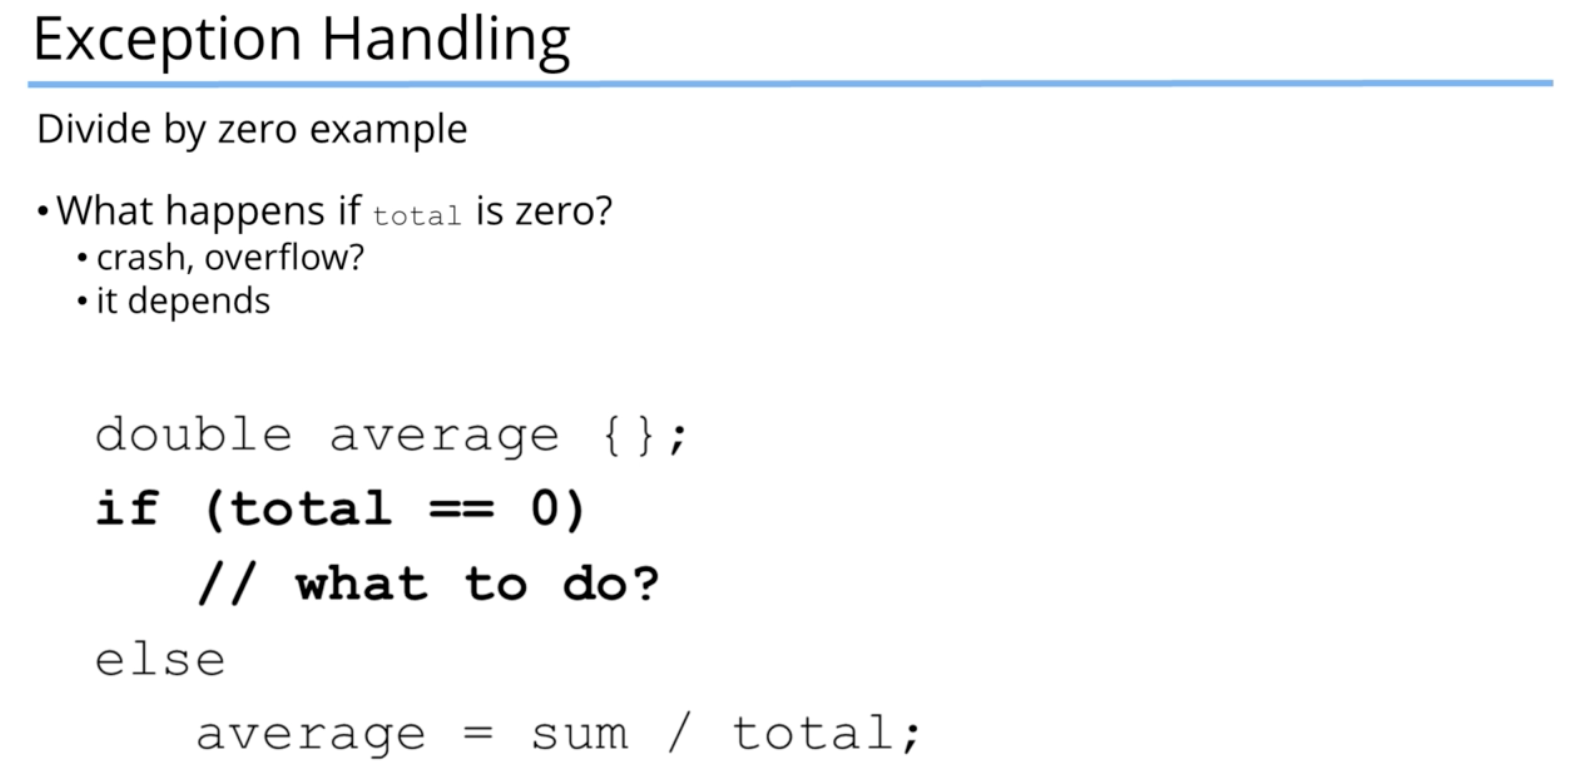 Exception Handling
Divide by zero example
• What happens if total is zero?
• crash, overflow?
• it depends
double average {};
if (total == 0)
// what to do?
else
average = sum / total;